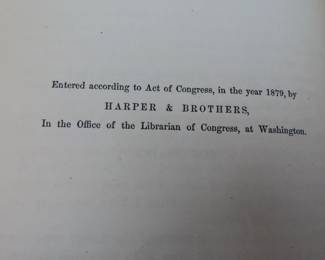 Entered according to Act of Congress, in the year 1879, by
HARPER & BROTHERS,
In the Office of the Librarian of Congress, at Washington.